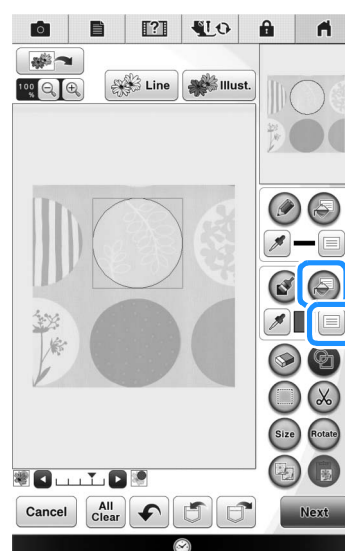 ?
100 %
Line
Illust.
Size
Rotate
Cancel
All
Clear
Next